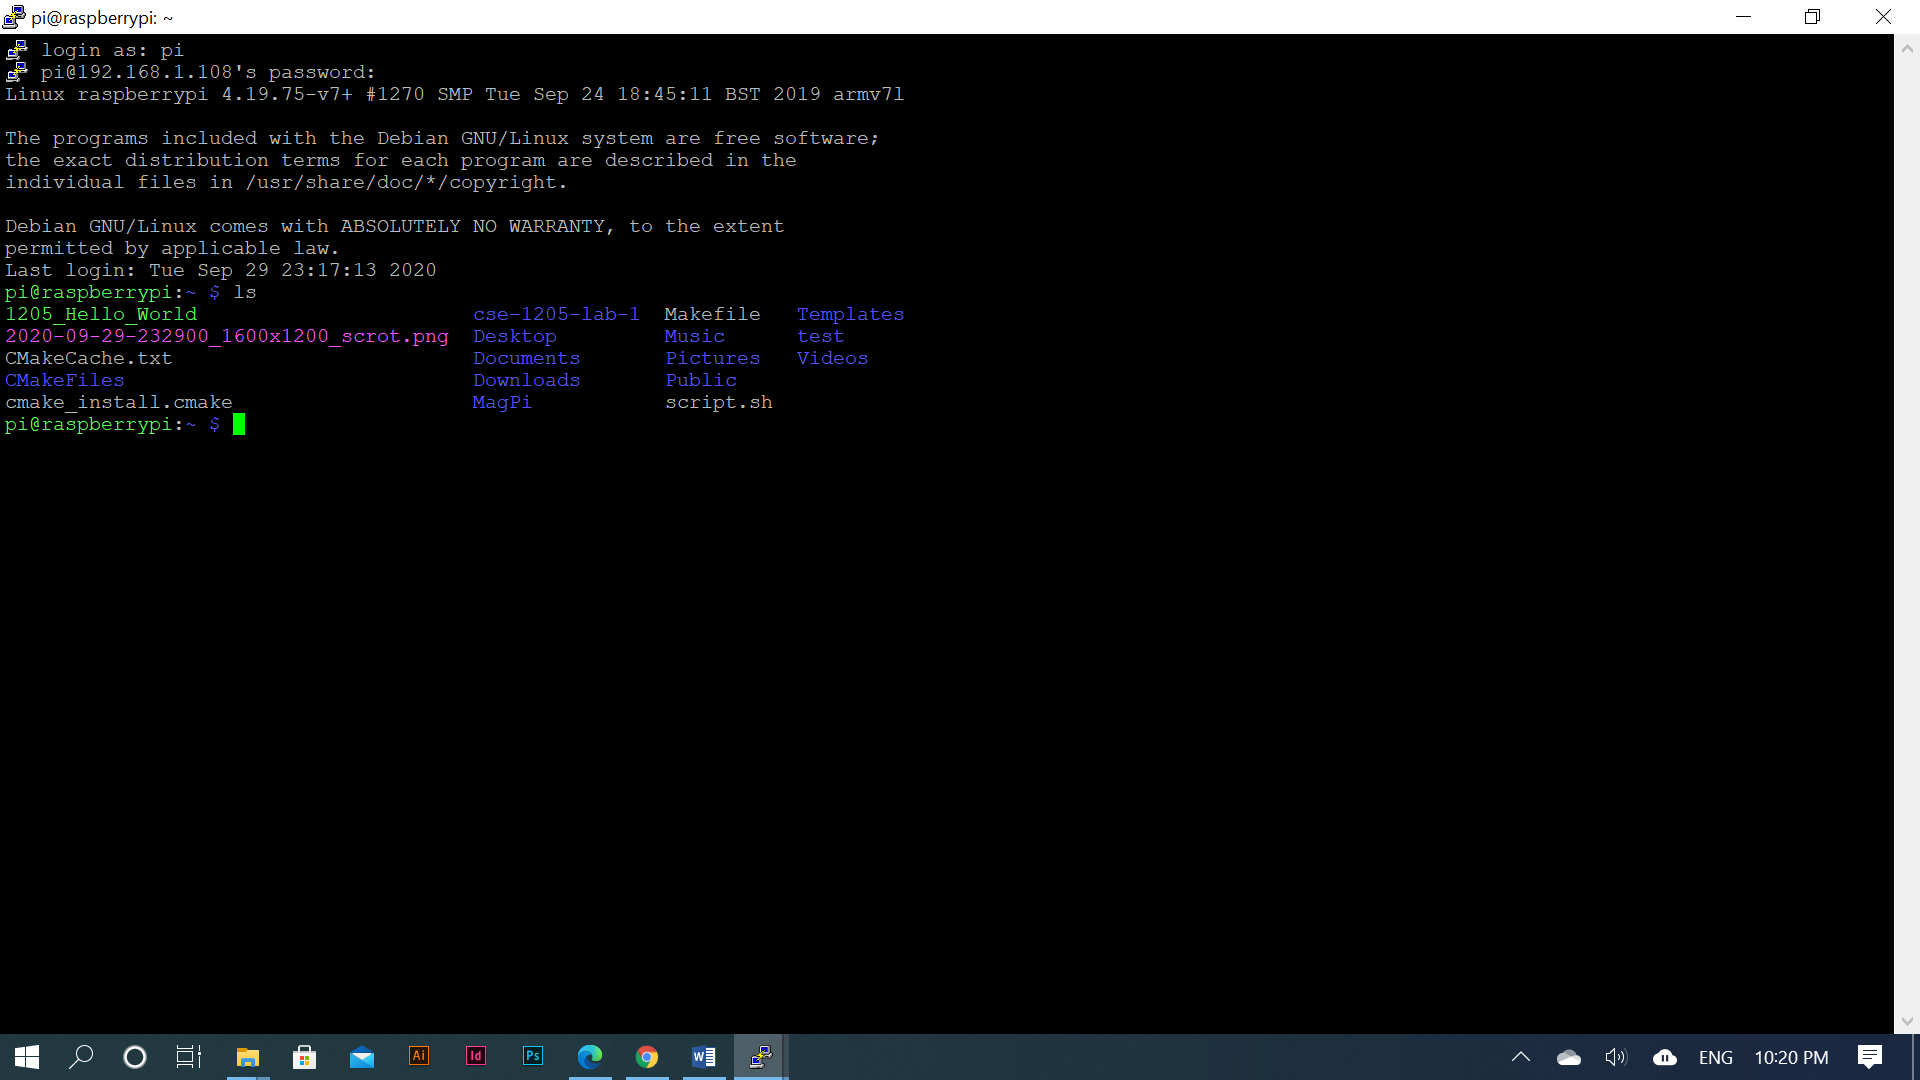 pi@raspberrypi: ~
login as: pi
pi@192.168.1.108's password:
Linux raspberrypi 4.19.75-v7+ #1270 SMP Tue Sep 24 18:45:11 BST 2019 armv7l
The programs included with the Debian GNU/Linux system are free software;
the exact distribution terms for each program are described in the
individual files in /usr/share/doc/*/copyright.
Debian GNU/Linux comes with ABSOLUTELY NO WARRANTY, to the extent
permitted by applicable law.
Last login: Tue Sep 29 23:17:13 2020
pi@raspberrypi:~ $ ls
1205_Hello_World cse-1205-lab-1 Makefile Templates
2020-09-29-232900_1600x1200_scrot.png Desktop Music test
CMakeCache.txt Documents Pictures Videos
CMakeFiles Downloads Public
cmake_install.cmake MagPi script.sh
pi@raspberrypi:~ $
Ai Id Ps W ENG 10:20 PM